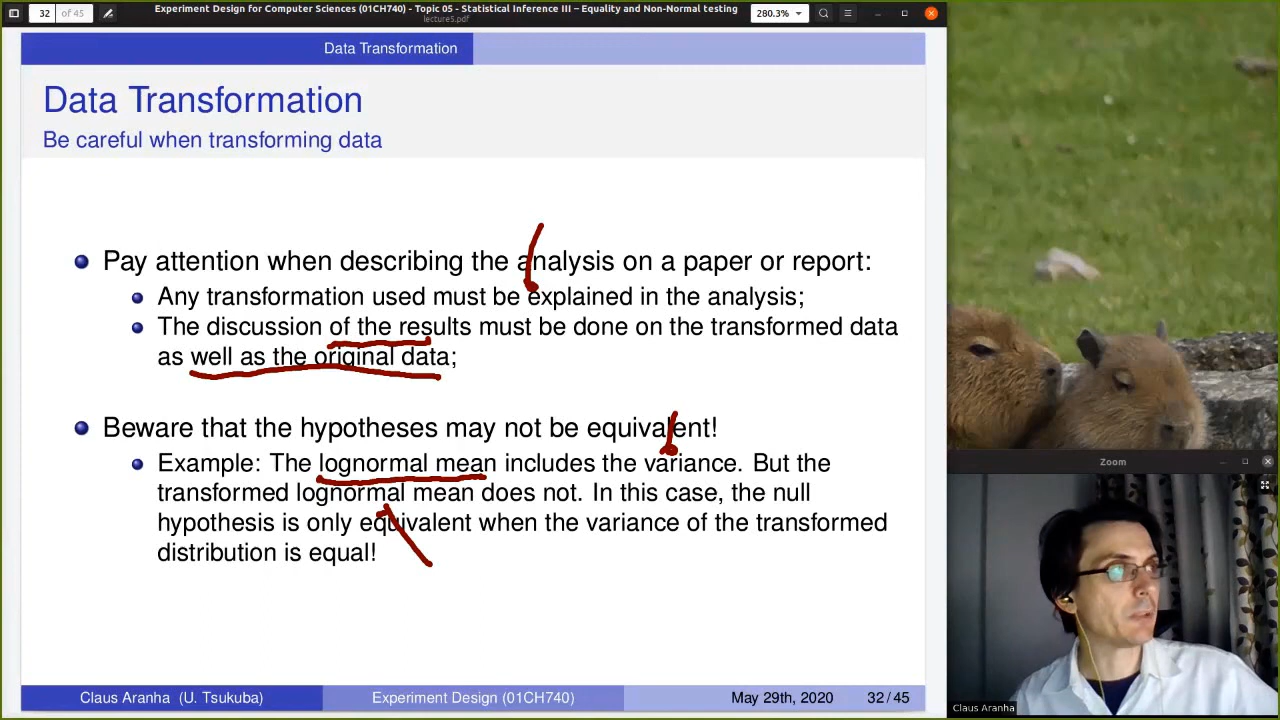 32 of 45
Experiment Design for Computer Sciences (01CH740) - Topic 05 - Statistical Inference III – Equality and Non-Normal testing
lecture5.pdf
280.3%
Data Transformation
Data Transformation
Be careful when transforming data
Pay attention when describing the analysis on a paper or report:
Any transformation used must be explained in the analysis;
The discussion of the results must be done on the transformed data
as well as the original data;
Beware that the hypotheses may not be equivalent!
Example: The lognormal mean includes the variance. But the
transformed lognormal mean does not. In this case, the null
hypothesis is only equivalent when the variance of the transformed
distribution is equal!
Claus Aranha (U. Tsukuba)
Experiment Design (01CH740)
May 29th, 2020
32 / 45
Zoom
Claus Aranha